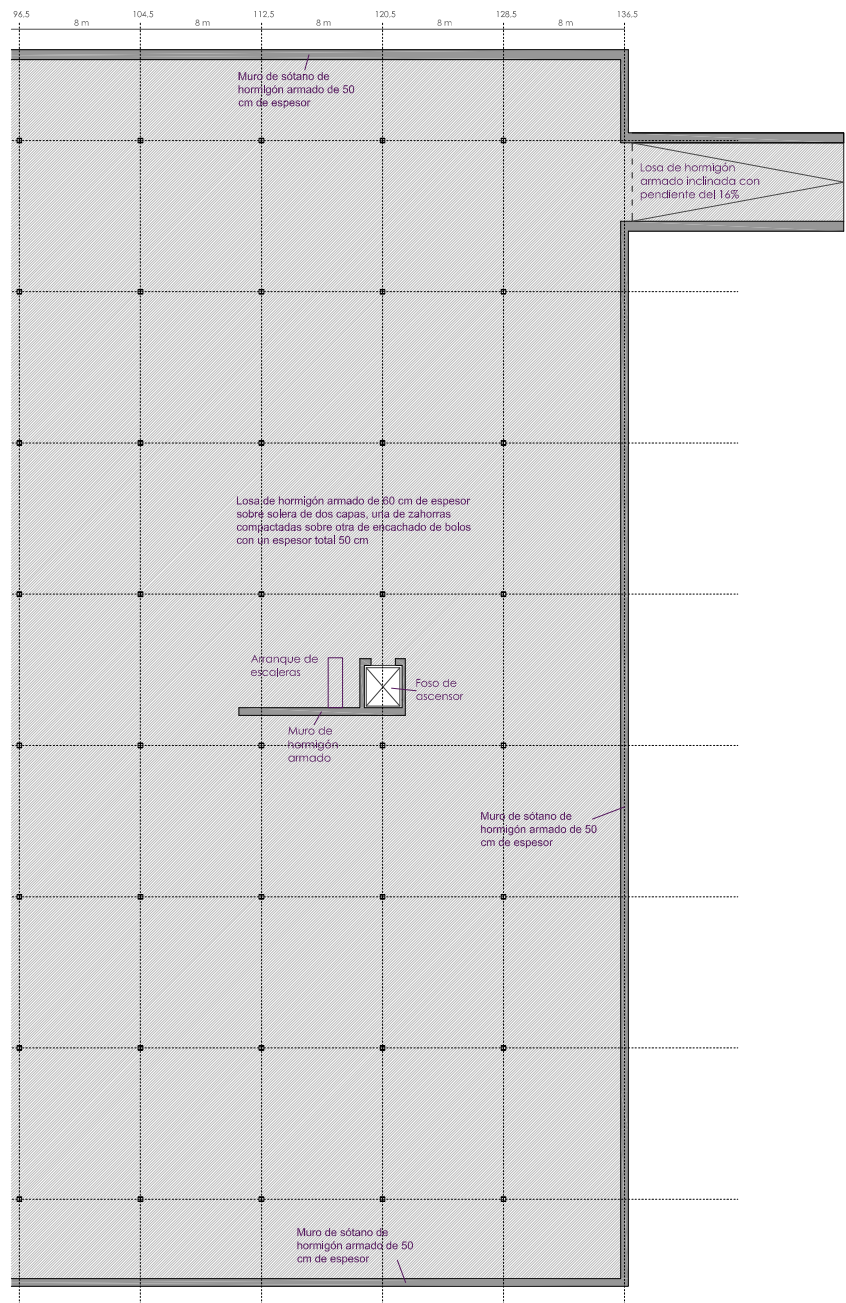 96.5 104.5 112.5 120.5 128.5 136.5
8 m 8 m 8 m 8 m 8 m
Muro de sótano de
hormigón armado de 50
cm de espesor
Losa de hormigón
armado inclinada con
pendiente del 16%
Losa de hormigón armado de 60 cm de espesor
sobre solera de dos capas, una de zahorras
compactadas sobre otra de encachado de bolos
con un espesor total 50 cm
Arranque de
escaleras
Foso de
ascensor
Muro de
hormigón
armado
Muro de sótano de
hormigón armado de 50
cm de espesor
Muro de sótano de
hormigón armado de 50
cm de espesor